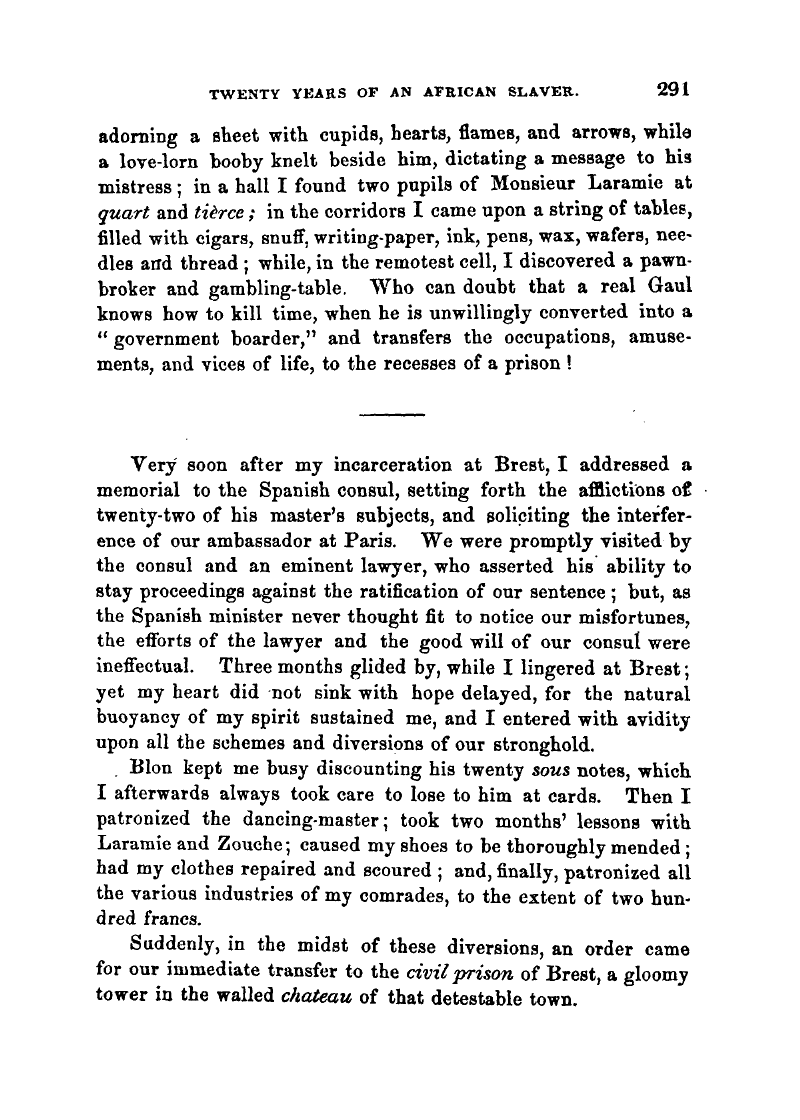 TWENTY YEARS OF AN AFRICAN SLAVER. 291
adorning a sheet with cupids, hearts, flames, and arrows, while
a love-lorn booby knelt beside him, dictating a message to his
mistress; in a hall I found two pupils of Monsieur Laramie at
quart and tièrce; in the corridors I came upon a string of tables,
filled with cigars, snuff, writing-paper, ink, pens, wax, wafers, nee-
dles and thread; while, in the remotest cell, I discovered a pawn-
broker and gambling-table. Who can doubt that a real Gaul
knows how to kill time, when he is unwillingly converted into a
"government boarder," and transfers the occupations, amuse-
ments, and vices of life, to the recesses of a prison!
Very soon after my incarceration at Brest, I addressed a
memorial to the Spanish consul, setting forth the afflictions of
twenty-two of his master's subjects, and soliciting the interfer-
ence of our ambassador at Paris. We were promptly visited by
the consul and an eminent lawyer, who asserted his ability to
stay proceedings against the ratification of our sentence; but, as
the Spanish minister never thought fit to notice our misfortunes,
the efforts of the lawyer and the good will of our consul were
ineffectual. Three months glided by, while I lingered at Brest;
yet my heart did not sink with hope delayed, for the natural
buoyancy of my spirit sustained me, and I entered with avidity
upon all the schemes and diversions of our stronghold.
Blon kept me busy discounting his twenty sous notes, which
I afterwards always took care to lose to him at cards. Then I
patronized the dancing-master; took two months' lessons with
Laramie and Zouche; caused my shoes to be thoroughly mended;
had my clothes repaired and scoured; and, finally, patronized all
the various industries of my comrades, to the extent of two hun-
dred francs.
Suddenly, in the midst of these diversions, an order came
for our immediate transfer to the civil prison of Brest, a gloomy
tower in the walled chateau of that detestable town.